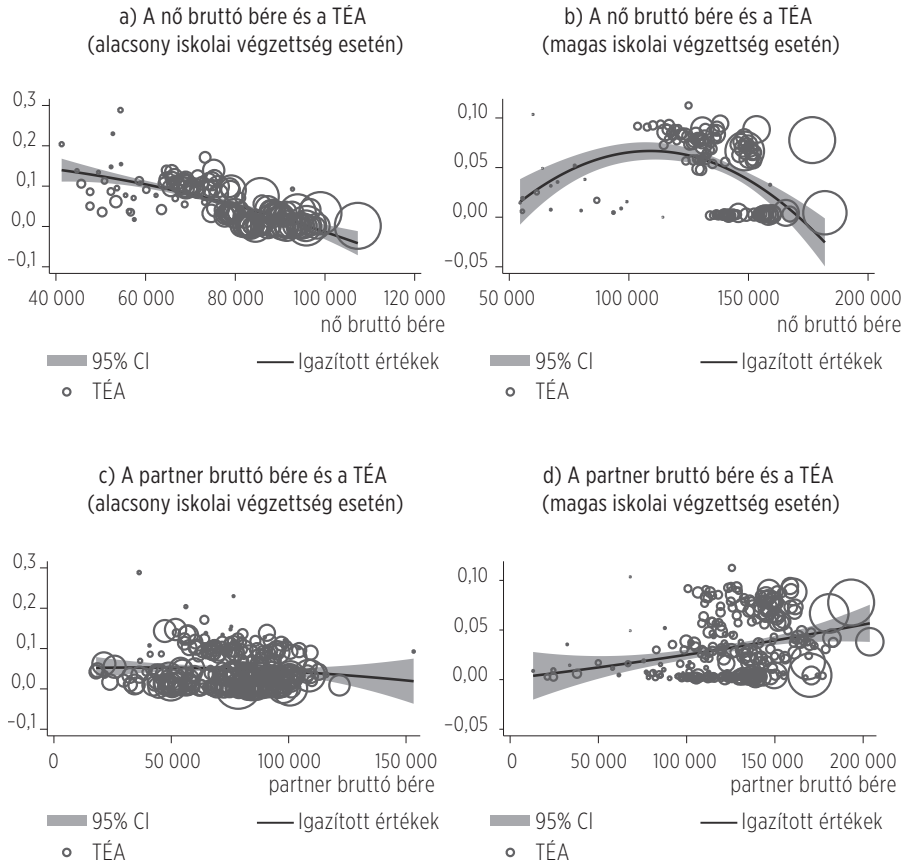 a) A nő bruttó bére és a TÉA
(alacsony iskolai végzettség esetén)
0,3
0,2
0,1
0,0
–0,1
40 000 60 000 80 000 100 000 120 000
nő bruttó bére
95% CI Igazított értékek
TÉA
b) A nő bruttó bére és a TÉA
(magas iskolai végzettség esetén)
0,10
0,05
0,00
–0,05
50 000 100 000 150 000 200 000
nő bruttó bére
95% CI Igazított értékek
TÉA
c) A partner bruttó bére és a TÉA
(alacsony iskolai végzettség esetén)
0,3
0,2
0,1
0,0
–0,1
0 50 000 100 000 150 000
partner bruttó bére
95% CI Igazított értékek
TÉA
d) A partner bruttó bére és a TÉA
(magas iskolai végzettség esetén)
0,10
0,05
0,00
–0,05
0 50 000 100 000 150 000 200 000
partner bruttó bére
95% CI Igazított értékek
TÉA